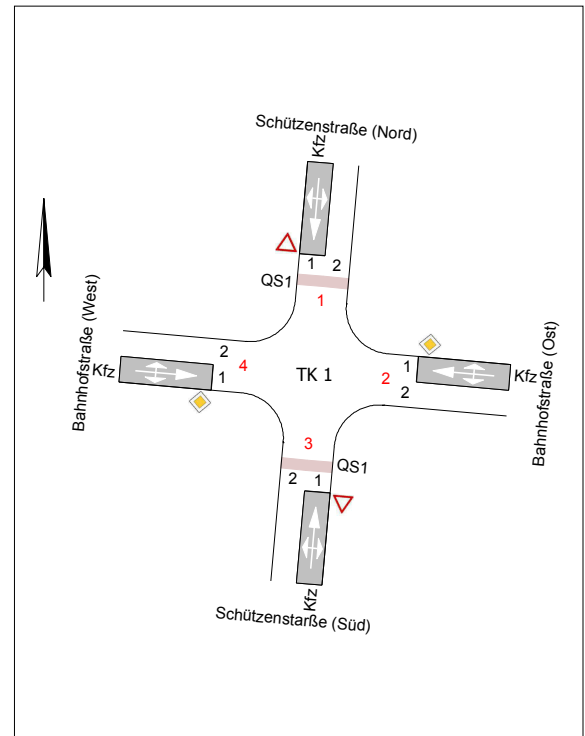 Schützenstraße (Nord)
Kfz
1 2
QS1
1
Bahnhofstraße (West)
Kfz
2
1
4
TK 1
2
1
2
Kfz
Bahnhofstraße (Ost)
3
QS1
2 1
Kfz
Schützenstarße (Süd)